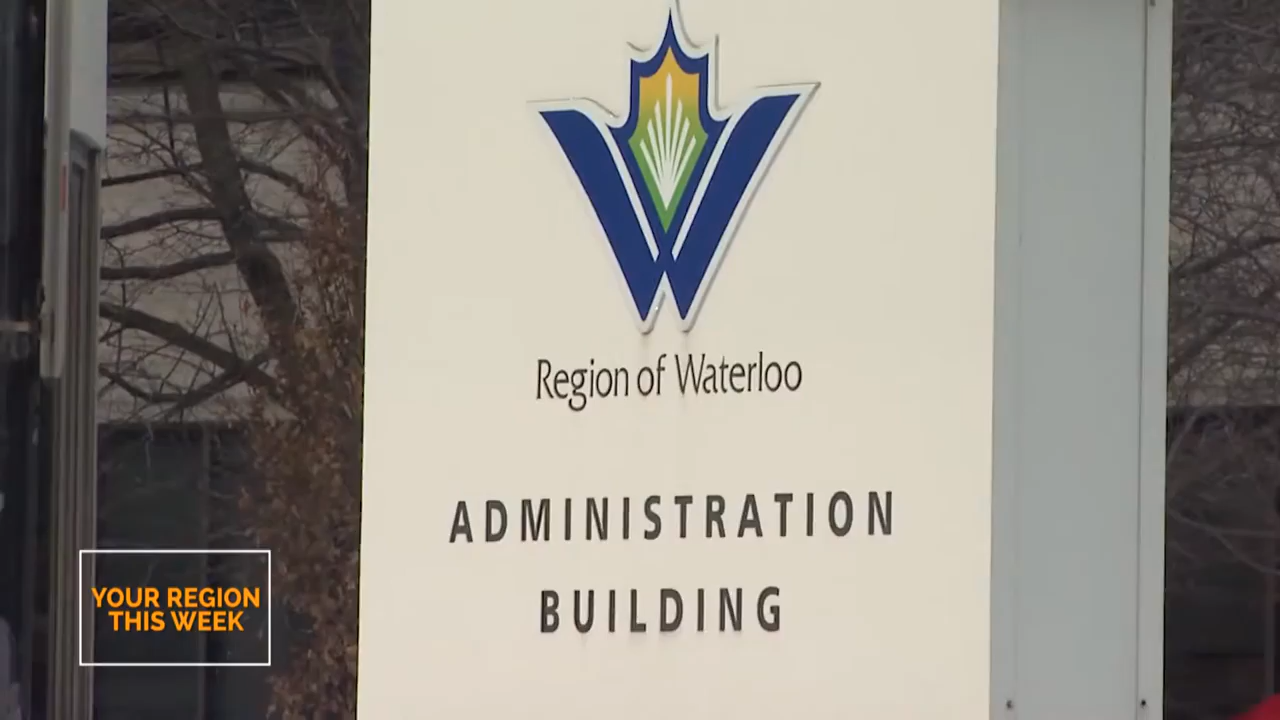 Region of Waterloo
ADMINISTRATION
BUILDING
YOUR REGION
THIS WEEK